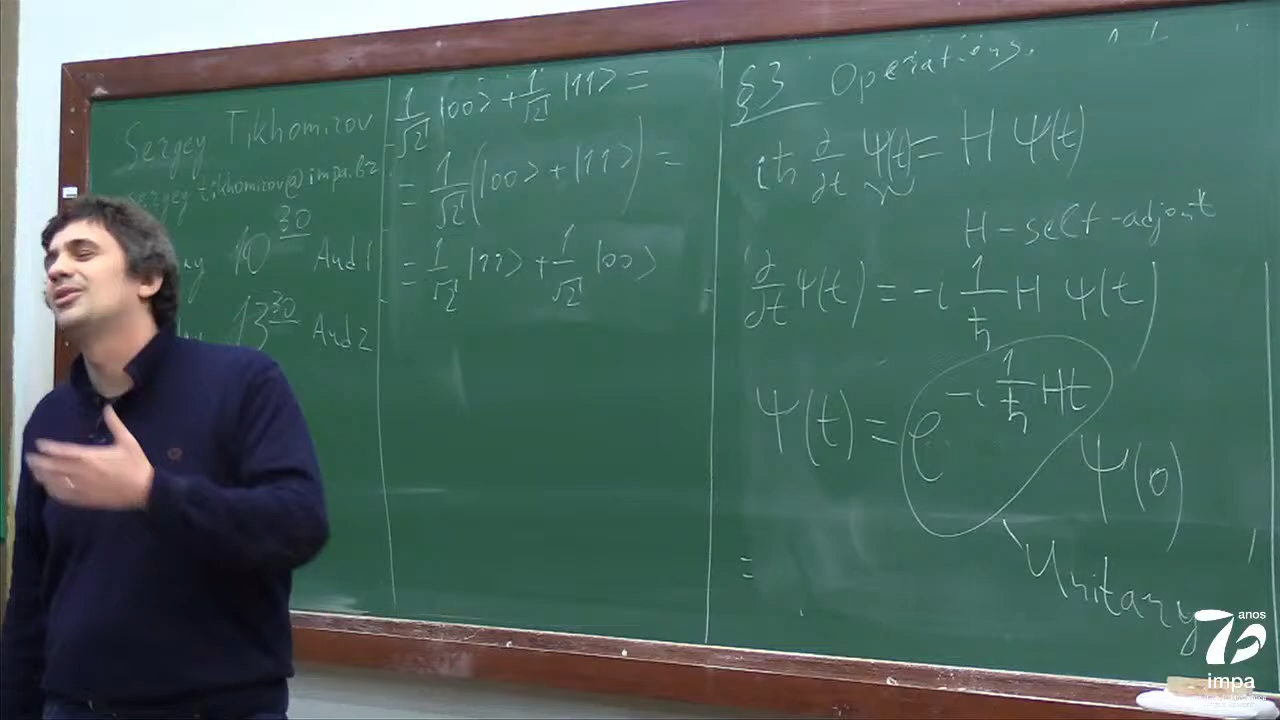 Sergey Tikhomirov
sergey.tikhomirov@impa.br
10 30 Aud 1
13 30 Aud 2
1/√2 |00> + 1/√2 |11> =
= 1/√2 (|00> + |11>) =
= 1/√2 |11> + 1/√2 |00>
§3 Operations.
iħ ∂/∂t Ψ(t) = H Ψ(t)
H - self-adjont
∂/∂t Ψ(t) = -i 1/ħ H Ψ(t)
Ψ(t) = e^(-i 1/ħ Ht) Ψ(0)
Unitary
=
70 anos
impa